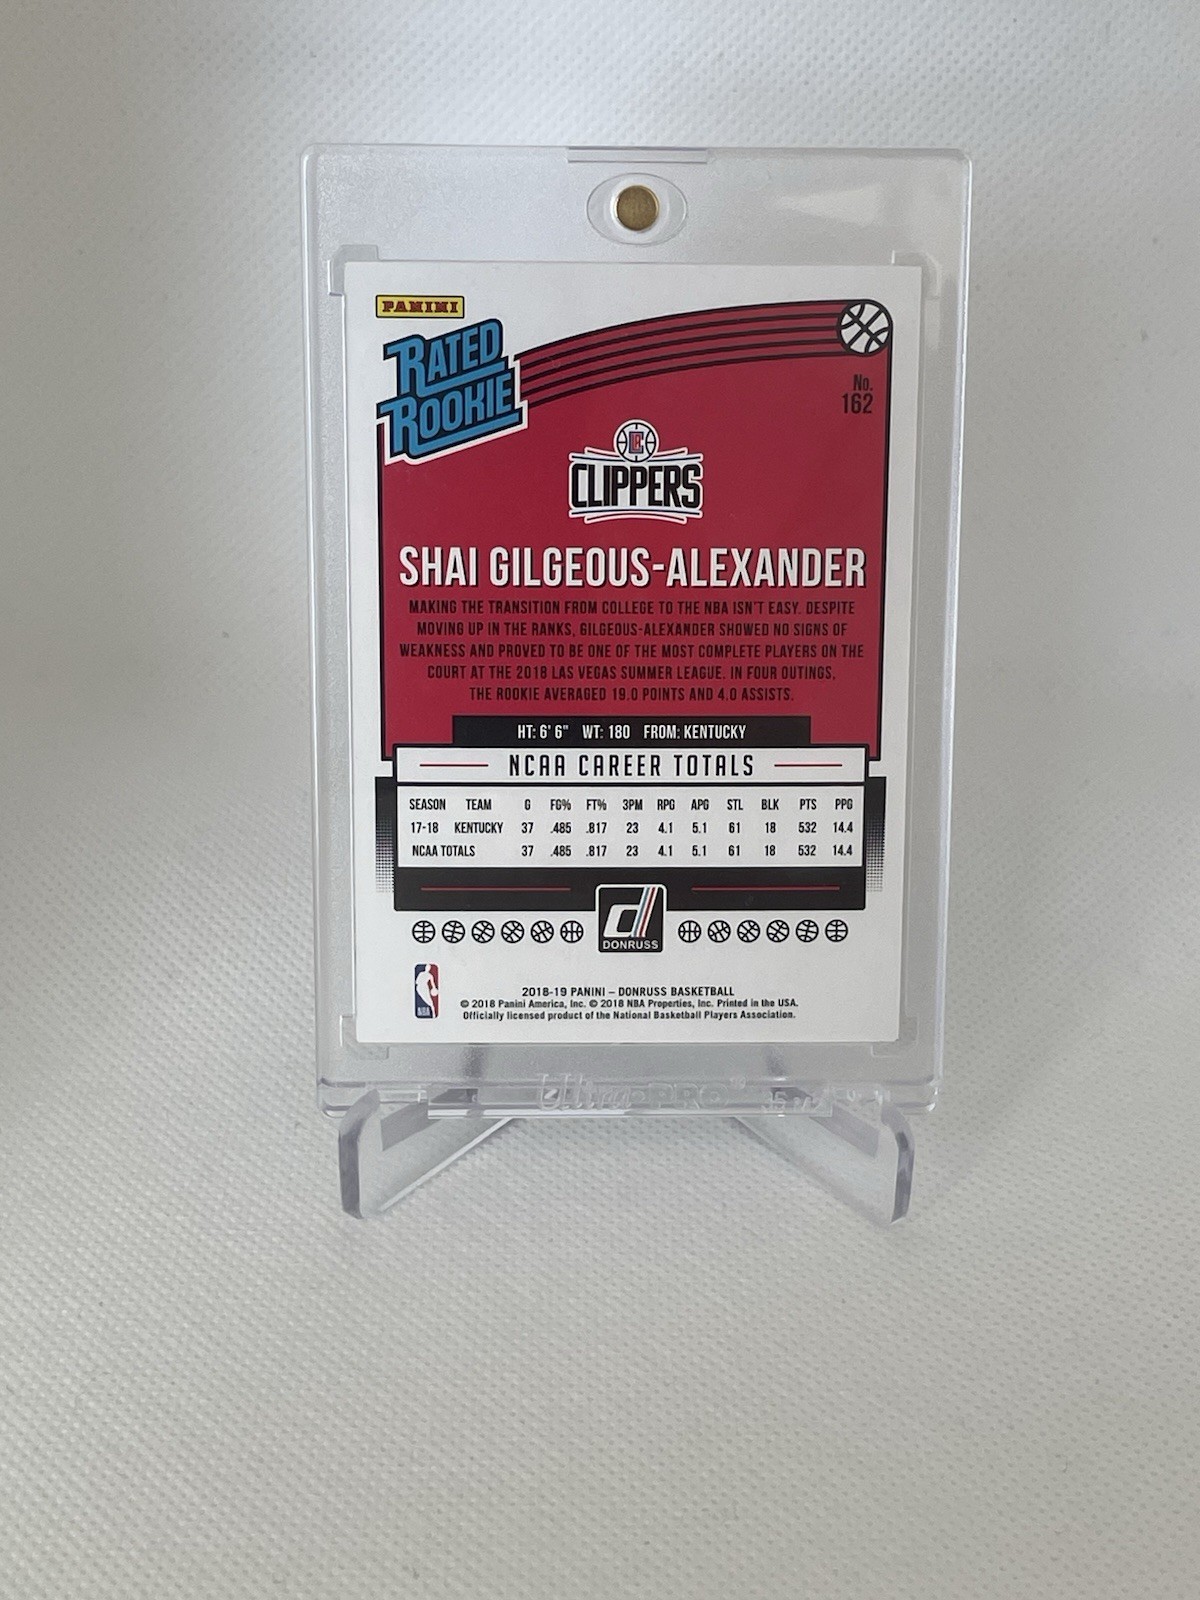 PANINI
RATED
ROOKIE
No.
162
CLIPPERS
SHAI GILGEOUS-ALEXANDER
MAKING THE TRANSITION FROM COLLEGE TO THE NBA ISN'T EASY. DESPITE
MOVING UP IN THE RANKS, GILGEOUS-ALEXANDER SHOWED NO SIGNS OF
WEAKNESS AND PROVED TO BE ONE OF THE MOST COMPLETE PLAYERS ON THE
COURT AT THE 2018 LAS VEGAS SUMMER LEAGUE. IN FOUR OUTINGS,
THE ROOKIE AVERAGED 19.0 POINTS AND 4.0 ASSISTS.
HT: 6' 6" WT: 180 FROM: KENTUCKY
NCAA CAREER TOTALS
SEASON TEAM G FG% FT% 3PM RPG APG STL BLK PTS PPG
17-18 KENTUCKY 37 .485 .817 23 4.1 5.1 61 18 532 14.4
NCAA TOTALS 37 .485 .817 23 4.1 5.1 61 18 532 14.4
d
DONRUSS
NBA
2018-19 PANINI – DONRUSS BASKETBALL
© 2018 Panini America, Inc. © 2018 NBA Properties, Inc. Printed in the USA.
Officially licensed product of the National Basketball Players Association.
Ultra PRO